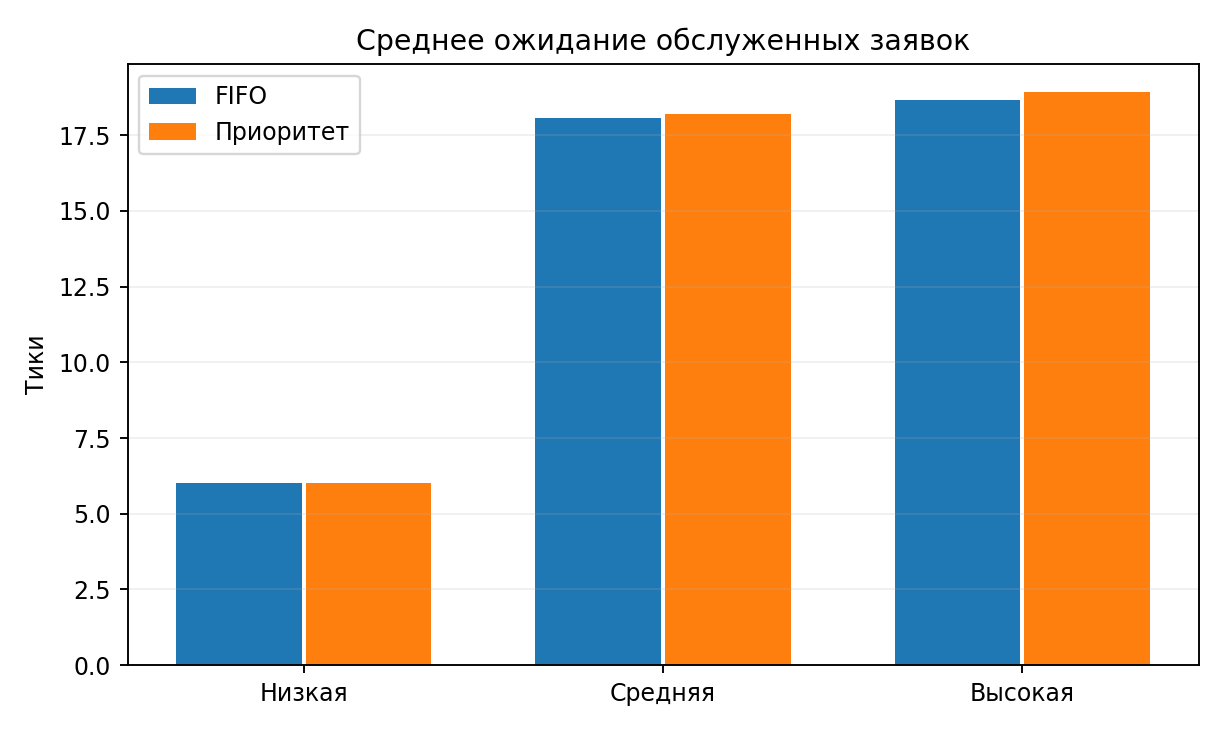 Среднее ожидание обслуженных заявок
FIFO
Приоритет
17.5
15.0
12.5
10.0
7.5
5.0
2.5
0.0
Тики
Низкая
Средняя
Высокая